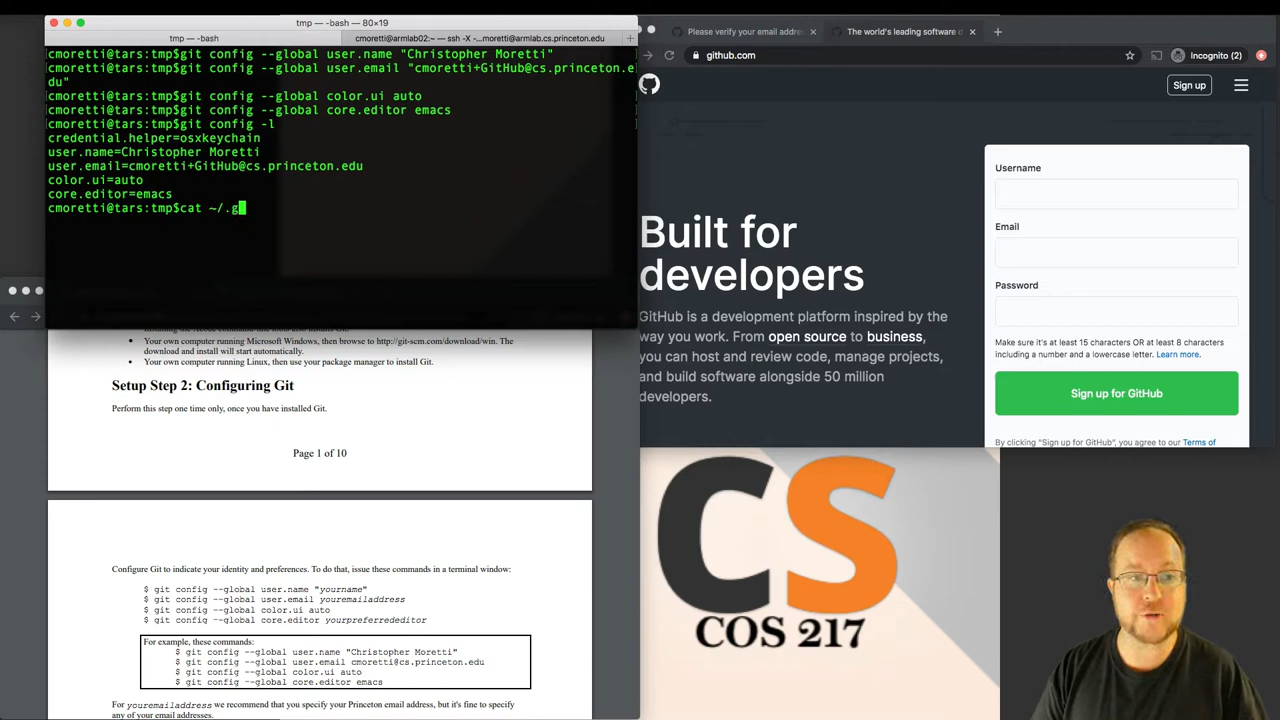 tmp — -bash — 80×19
tmp — -bash
cmoretti@armlab02:~ — ssh -X -...moretti@armlab.cs.princeton.edu
cmoretti@tars:tmp$git config --global user.name "Christopher Moretti"
cmoretti@tars:tmp$git config --global user.email "cmoretti+GitHub@cs.princeton.e
du"
cmoretti@tars:tmp$git config --global color.ui auto
cmoretti@tars:tmp$git config --global core.editor emacs
cmoretti@tars:tmp$git config -l
credential.helper=osxkeychain
user.name=Christopher Moretti
user.email=cmoretti+GitHub@cs.princeton.edu
color.ui=auto
core.editor=emacs
cmoretti@tars:tmp$cat ~/.g
• Your own computer running Microsoft Windows, then browse to http://git-scm.com/download/win. The
download and install will start automatically.
• Your own computer running Linux, then use your package manager to install Git.
Setup Step 2: Configuring Git
Perform this step one time only, once you have installed Git.
Page 1 of 10
Configure Git to indicate your identity and preferences. To do that, issue these commands in a terminal window:
$ git config --global user.name "yourname"
$ git config --global user.email youremailaddress
$ git config --global color.ui auto
$ git config --global core.editor yourpreferrededitor
For example, these commands:
$ git config --global user.name "Christopher Moretti"
$ git config --global user.email cmoretti@cs.princeton.edu
$ git config --global color.ui auto
$ git config --global core.editor emacs
For youremailaddress we recommend that you specify your Princeton email address, but it's fine to specify
any of your email addresses.
Please verify your email addre
The world's leading software d
github.com
Incognito (2)
Sign up
Built for
developers
GitHub is a development platform inspired by the
way you work. From open source to business,
you can host and review code, manage projects,
and build software alongside 50 million
developers.
Username
Email
Password
Make sure it's at least 15 characters OR at least 8 characters
including a number and a lowercase letter. Learn more.
Sign up for GitHub
By clicking "Sign up for GitHub", you agree to our Terms of
CS
COS 217